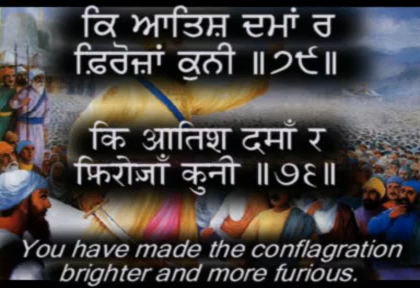 ਕਿ ਆਤਿਸ਼ ਦਮਾਂ ਰ
ਫ਼ਿਰੋਜ਼ਾਂ ਕੁਨੀ ॥੭੯॥
कि आतिश दमाँ र
फिरोज़ाँ कुनी ॥७९॥
You have made the conflagration
brighter and more furious.